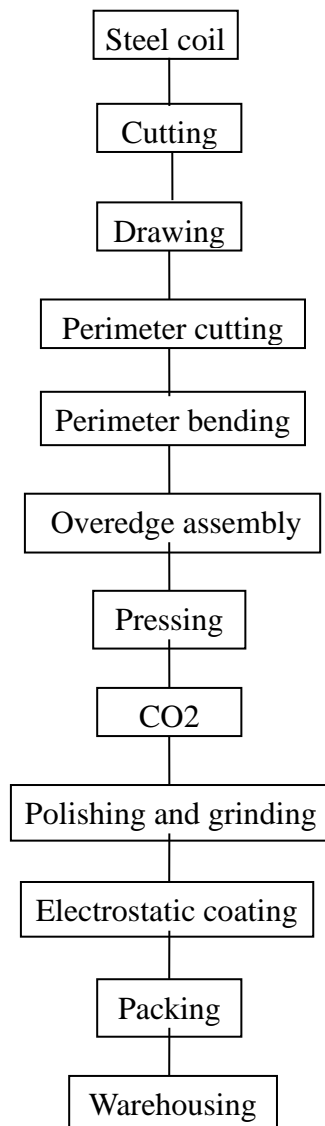 Steel coil
Cutting
Drawing
Perimeter cutting
Perimeter bending
Overedge assembly
Pressing
CO2
Polishing and grinding
Electrostatic coating
Packing
Warehousing